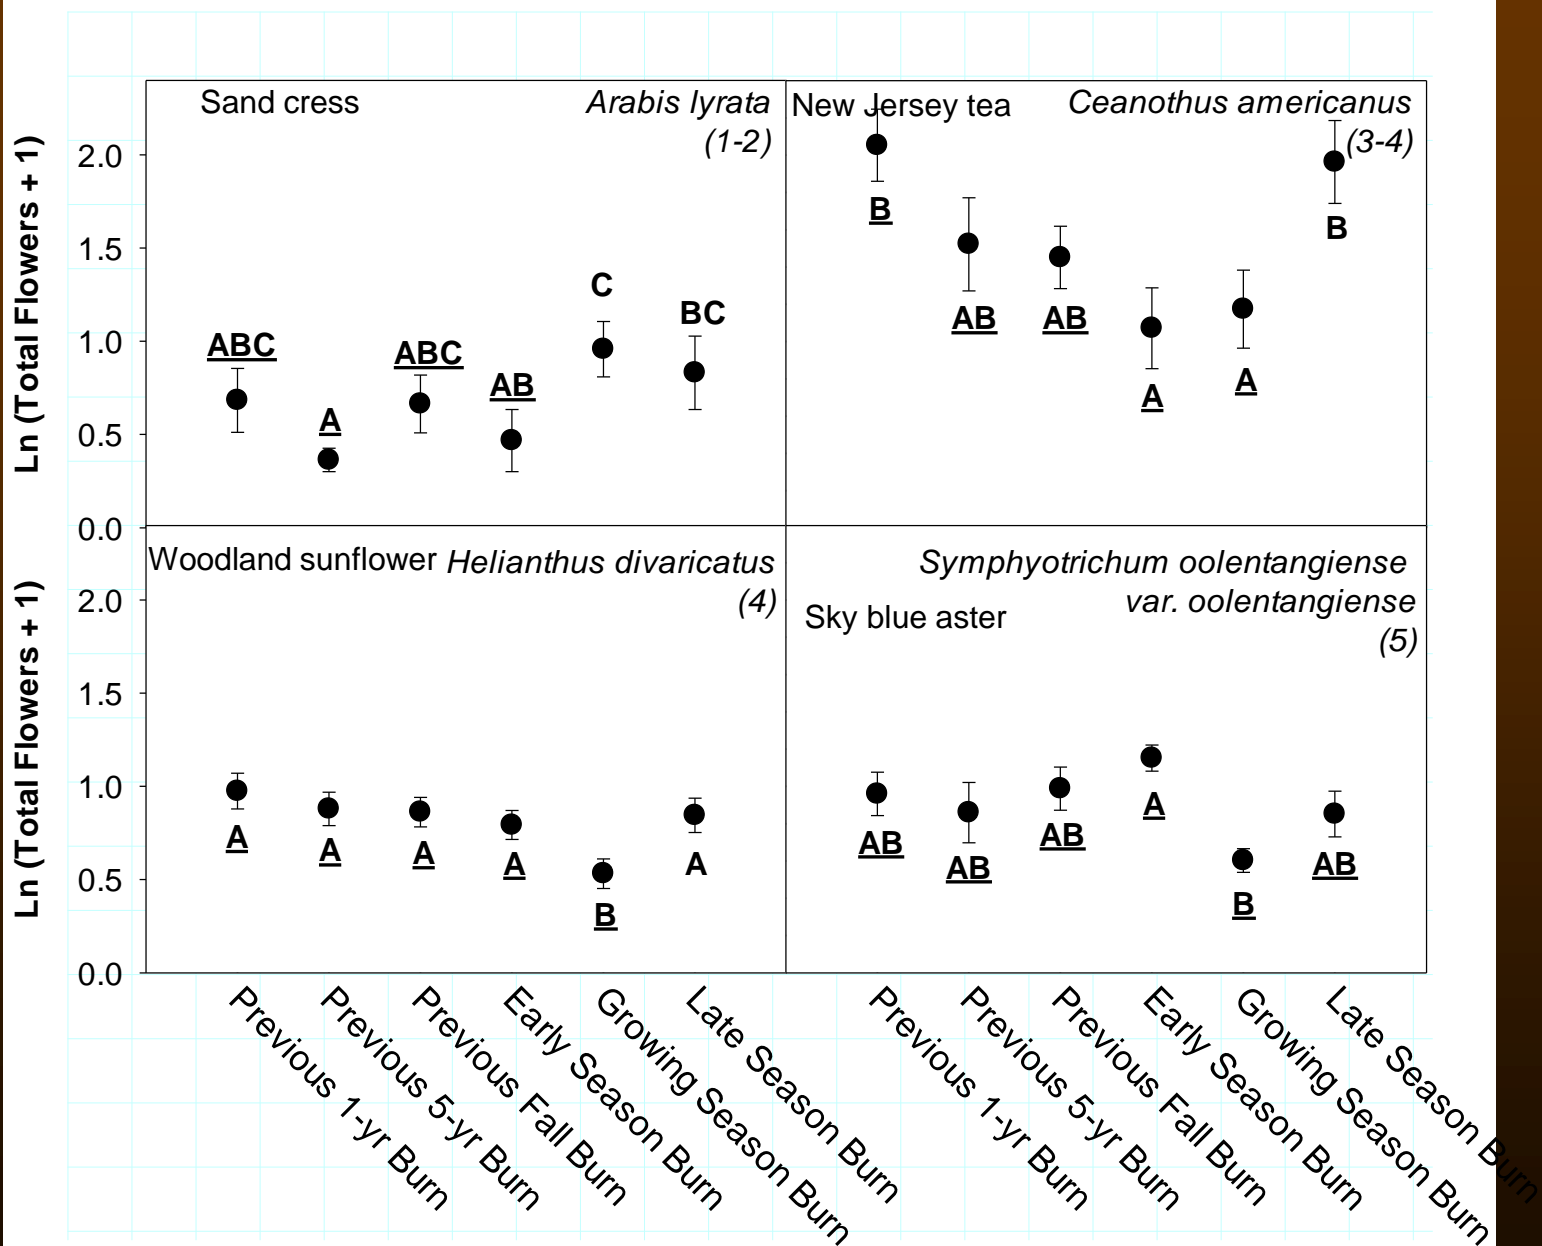 Sand cress
Arabis lyrata
(1-2)
New Jersey tea
Ceanothus americanus
(3-4)
Ln (Total Flowers + 1)
2.0
1.5
1.0
0.5
0.0
ABC
A
ABC
AB
C
BC
B
AB
AB
A
A
B
Woodland sunflower
Helianthus divaricatus
(4)
Symphyotrichum oolentangiense
var. oolentangiense
(5)
Sky blue aster
Ln (Total Flowers + 1)
2.0
1.5
1.0
0.5
0.0
A
A
A
A
B
A
AB
AB
AB
A
B
AB
Previous 1-yr Burn
Previous 5-yr Burn
Previous Fall Burn
Early Season Burn
Growing Season Burn
Late Season Burn
Previous 1-yr Burn
Previous 5-yr Burn
Previous Fall Burn
Early Season Burn
Growing Season Burn
Late Season Burn